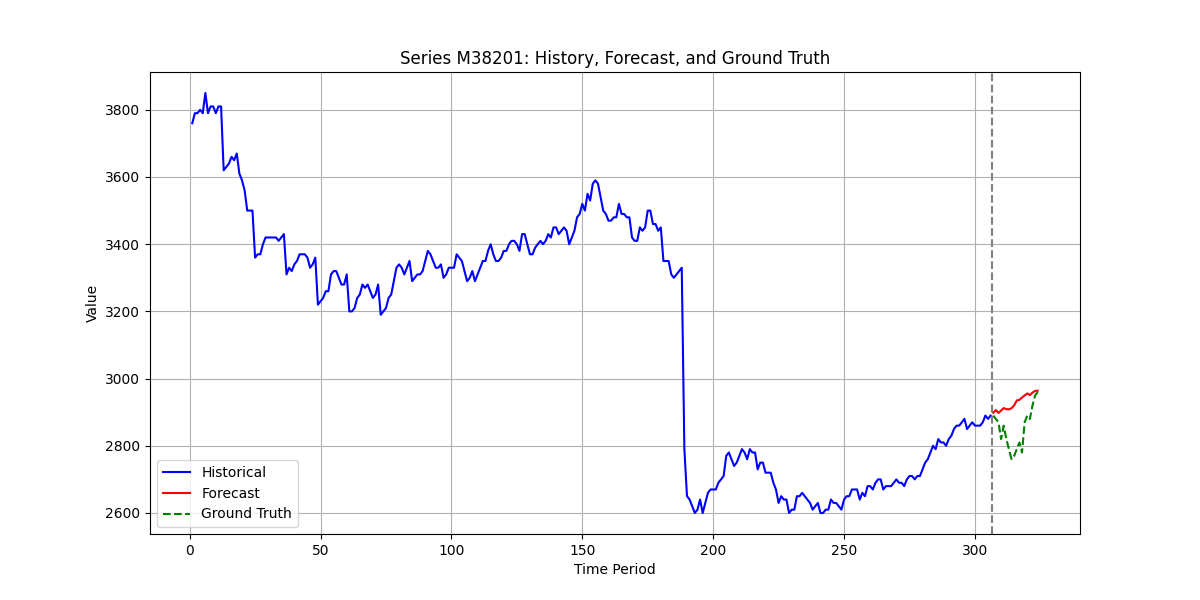 Series M38201: History, Forecast, and Ground Truth
Value
3800
3600
3400
3200
3000
2800
2600
Historical
Forecast
Ground Truth
0 50 100 150 200 250 300
Time Period